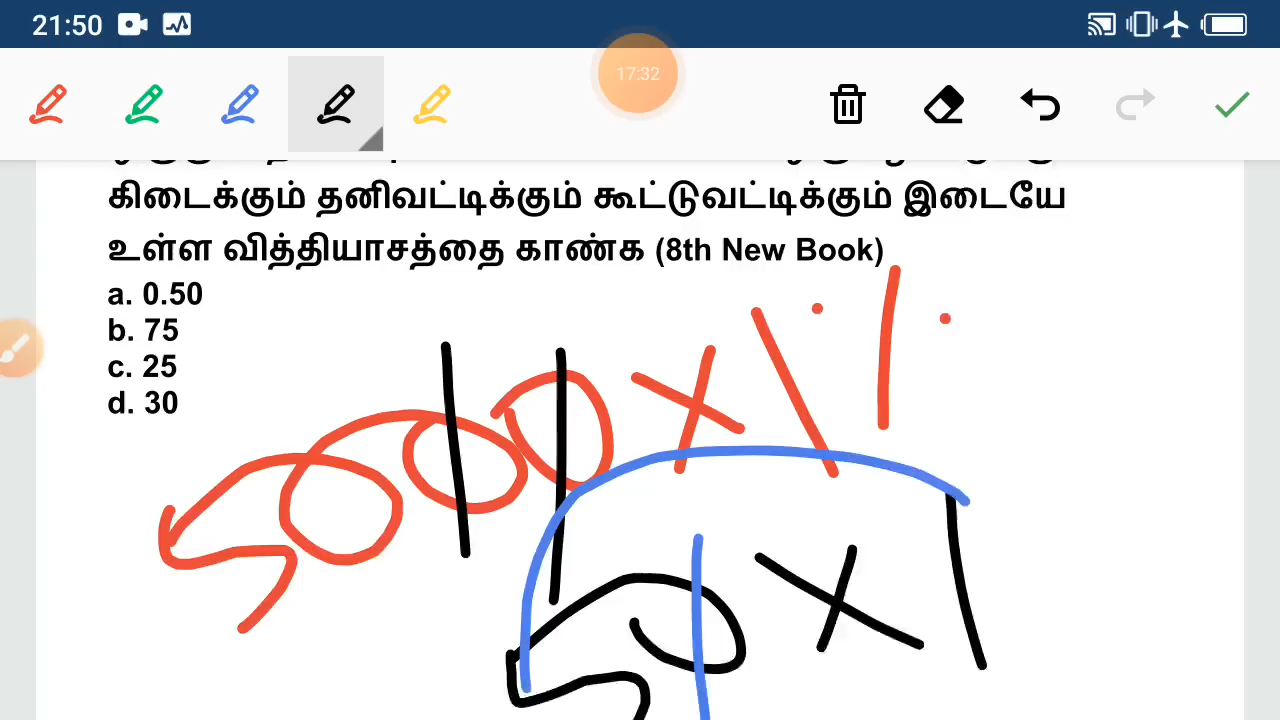 21:50
17:32
கிடைக்கும் தனிவட்டிக்கும் கூட்டுவட்டிக்கும் இடையே
உள்ள வித்தியாசத்தை காண்க (8th New Book)
a. 0.50
b. 75
c. 25
d. 30
5000 x 1%
50 x 1